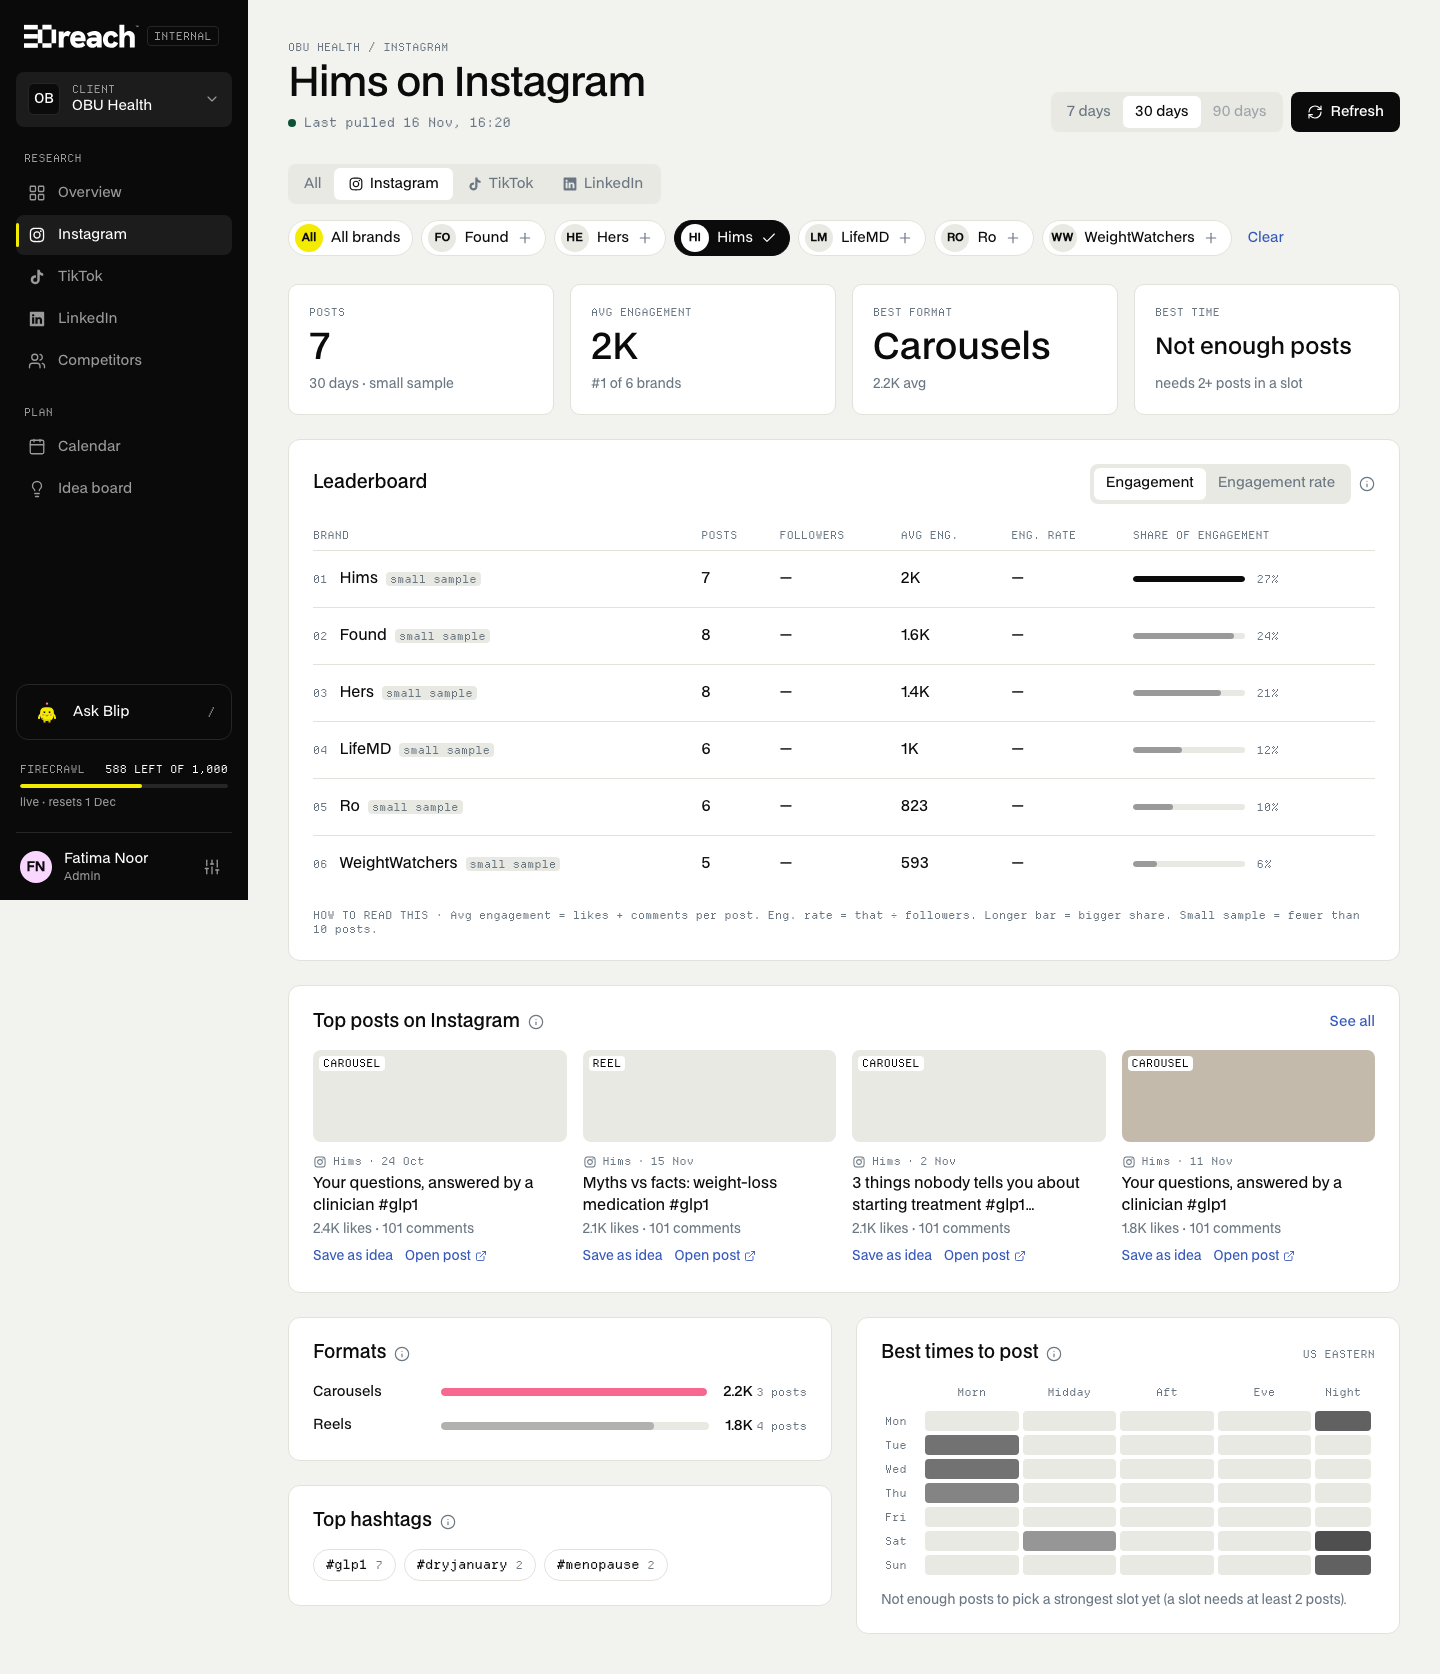 reach INTERNAL
OB CLIENT
OBU Health
RESEARCH
Overview
Instagram
TikTok
LinkedIn
Competitors
PLAN
Calendar
Idea board
Ask Blip /
FIRECRAWL 588 LEFT OF 1,000
live · resets 1 Dec
FN Fatima Noor
Admin
OBU HEALTH / INSTAGRAM
Hims on Instagram
Last pulled 16 Nov, 16:20
7 days 30 days 90 days Refresh
All Instagram TikTok LinkedIn
All All brands FO Found + HE Hers + HI Hims LM LifeMD + RO Ro + WW WeightWatchers + Clear
POSTS
7
30 days · small sample
AVG ENGAGEMENT
2K
#1 of 6 brands
BEST FORMAT
Carousels
2.2K avg
BEST TIME
Not enough posts
needs 2+ posts in a slot
Leaderboard Engagement Engagement rate
BRAND POSTS FOLLOWERS AVG ENG. ENG. RATE SHARE OF ENGAGEMENT
01 Hims small sample 7 — 2K — 27%
02 Found small sample 8 — 1.6K — 24%
03 Hers small sample 8 — 1.4K — 21%
04 LifeMD small sample 6 — 1K — 12%
05 Ro small sample 6 — 823 — 10%
06 WeightWatchers small sample 5 — 593 — 6%
HOW TO READ THIS · Avg engagement = likes + comments per post. Eng. rate = that ÷ followers. Longer bar = bigger share. Small sample = fewer than
10 posts.
Top posts on Instagram See all
CAROUSEL
Hims · 24 Oct
Your questions, answered by a
clinician #glp1
2.4K likes · 101 comments
Save as idea Open post
REEL
Hims · 15 Nov
Myths vs facts: weight-loss
medication #glp1
2.1K likes · 101 comments
Save as idea Open post
CAROUSEL
Hims · 2 Nov
3 things nobody tells you about
starting treatment #glp1...
2.1K likes · 101 comments
Save as idea Open post
CAROUSEL
Hims · 11 Nov
Your questions, answered by a
clinician #glp1
1.8K likes · 101 comments
Save as idea Open post
Formats
Carousels 2.2K 3 posts
Reels 1.8K 4 posts
Top hashtags
#glp1 7 #dryjanuary 2 #menopause 2
Best times to post US EASTERN
Morn Midday Aft Eve Night
Mon
Tue
Wed
Thu
Fri
Sat
Sun
Not enough posts to pick a strongest slot yet (a slot needs at least 2 posts).